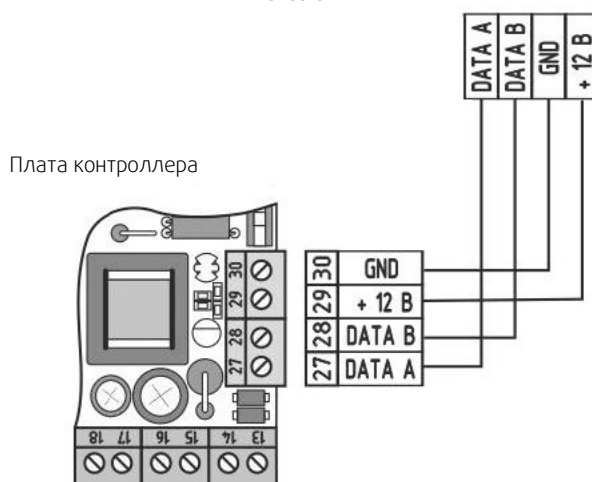 DATA A
DATA B
GND
+ 12 В
Плата контроллера
30 GND
29 + 12 В
28 DATA B
27 DATA A
30
29
28
27
18 17 16 15 14 13